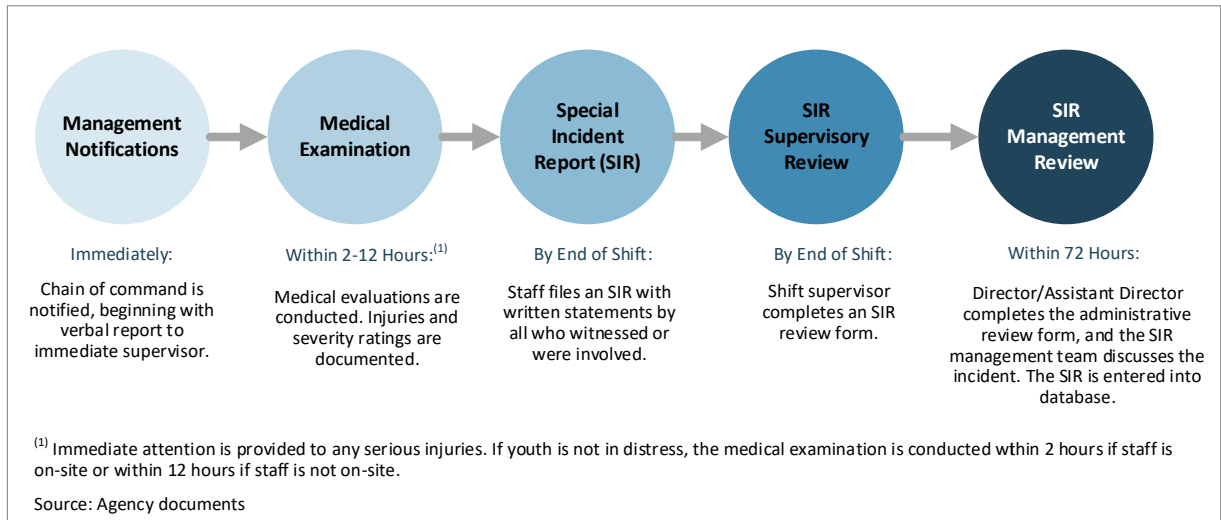 Management
Notifications
Medical
Examination
Special
Incident
Report (SIR)
SIR
Supervisory
Review
SIR
Management
Review
Immediately:
Chain of command is
notified, beginning with
verbal report to
immediate supervisor.
Within 2-12 Hours:(1)
Medical evaluations are
conducted. Injuries and
severity ratings are
documented.
By End of Shift:
Staff files an SIR with
written statements by
all who witnessed or
were involved.
By End of Shift:
Shift supervisor
completes an SIR
review form.
Within 72 Hours:
Director/Assistant Director
completes the administrative
review form, and the SIR
management team discusses the
incident. The SIR is entered into
database.
(1) Immediate attention is provided to any serious injuries. If youth is not in distress, the medical examination is conducted wthin 2 hours if staff is
on-site or within 12 hours if staff is not on-site.
Source: Agency documents